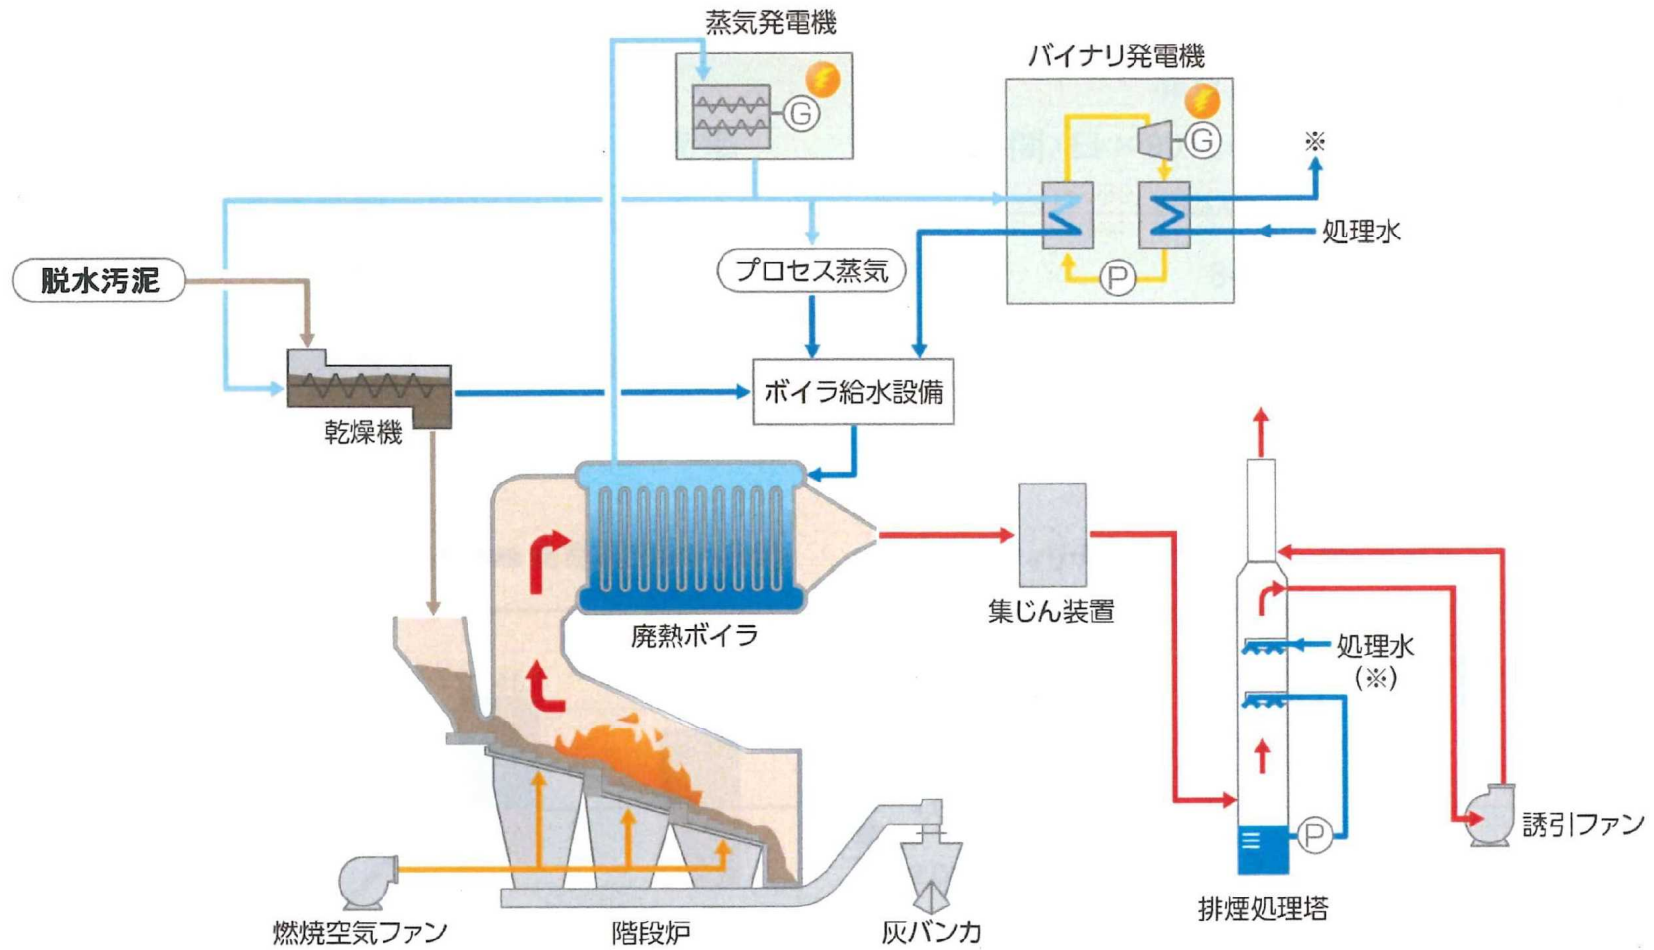 蒸気発電機
バイナリ発電機
G
G
※
処理水
脱水汚泥
プロセス蒸気
P
ボイラ給水設備
乾燥機
廃熱ボイラ
集じん装置
処理水
(※)
P
誘引ファン
燃焼空気ファン
階段炉
灰バンカ
排煙処理塔